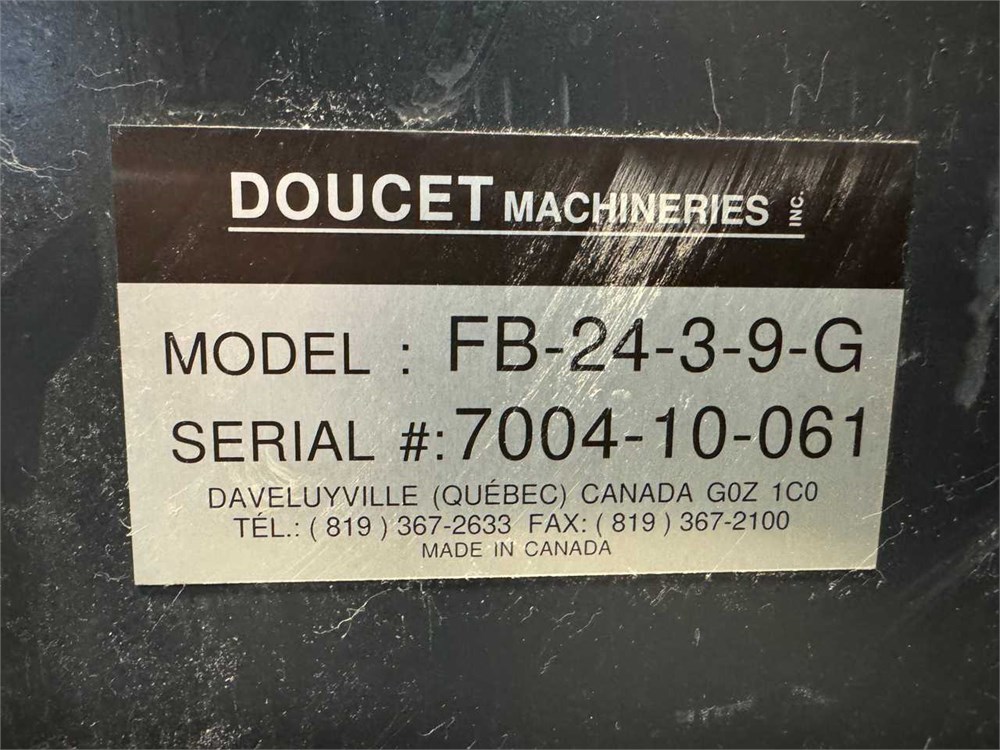 DOUCET MACHINERIES INC.
MODEL : FB-24-3-9-G
SERIAL #: 7004-10-061
DAVELUYVILLE (QUÉBEC) CANADA G0Z 1C0
TÉL.: ( 819 ) 367-2633 FAX: ( 819 ) 367-2100
MADE IN CANADA